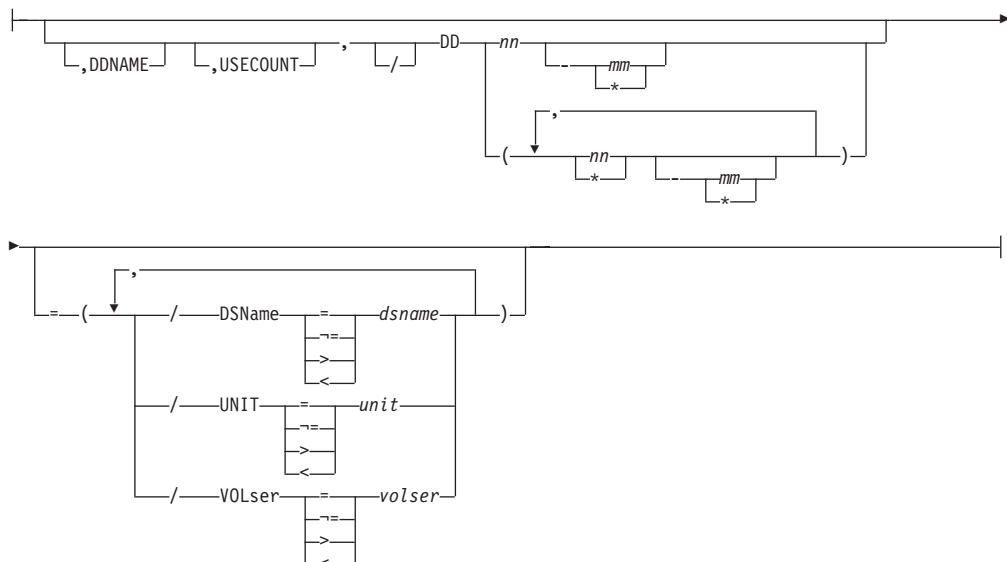 ,DDNAME ,USECOUNT , / DD nn - mm
*
,
( nn - mm )
* *
,
= ( / DSName = dsname )
¬=
>
<
/ UNIT = unit
¬=
>
<
/ VOLser = volser
¬=
>
<